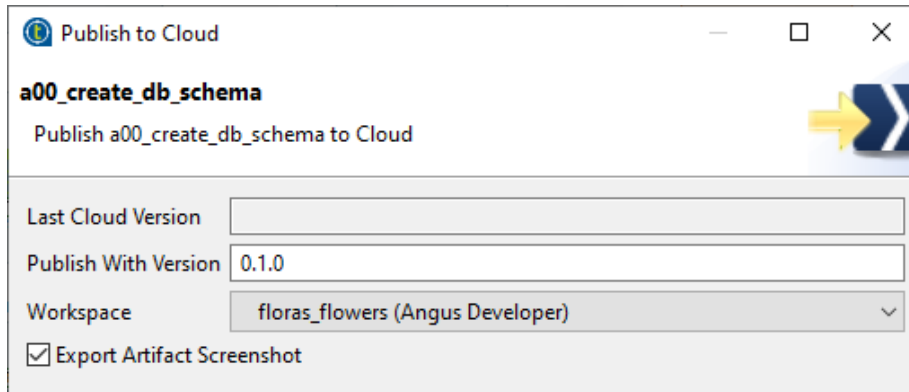 Publish to Cloud
a00_create_db_schema
Publish a00_create_db_schema to Cloud
Last Cloud Version
Publish With Version 0.1.0
Workspace floras_flowers (Angus Developer)
Export Artifact Screenshot